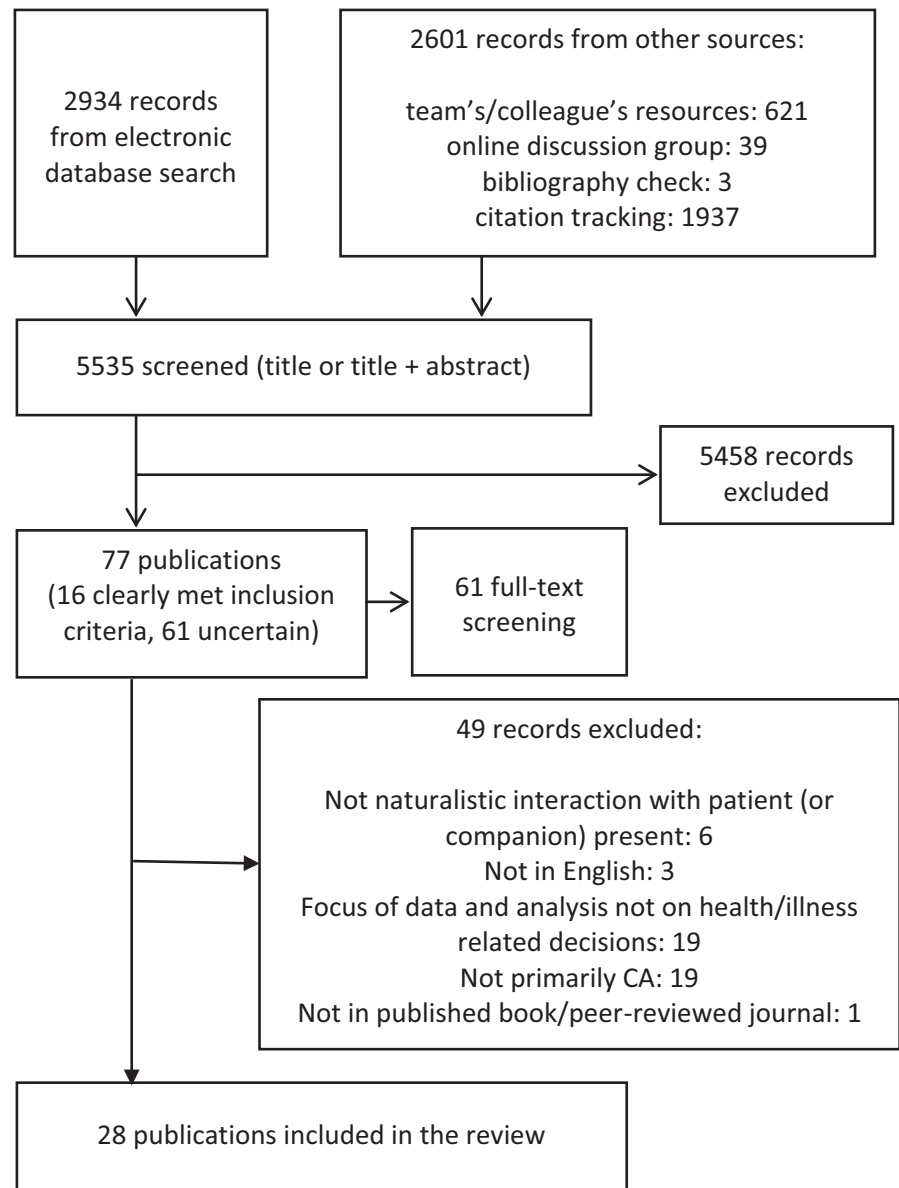 2934 records
from electronic
database search
2601 records from other sources:
team’s/colleague’s resources: 621
online discussion group: 39
bibliography check: 3
citation tracking: 1937
5535 screened (title or title + abstract)
5458 records
excluded
77 publications
(16 clearly met inclusion
criteria, 61 uncertain)
61 full-text
screening
49 records excluded:
Not naturalistic interaction with patient (or
companion) present: 6
Not in English: 3
Focus of data and analysis not on health/illness
related decisions: 19
Not primarily CA: 19
Not in published book/peer-reviewed journal: 1
28 publications included in the review